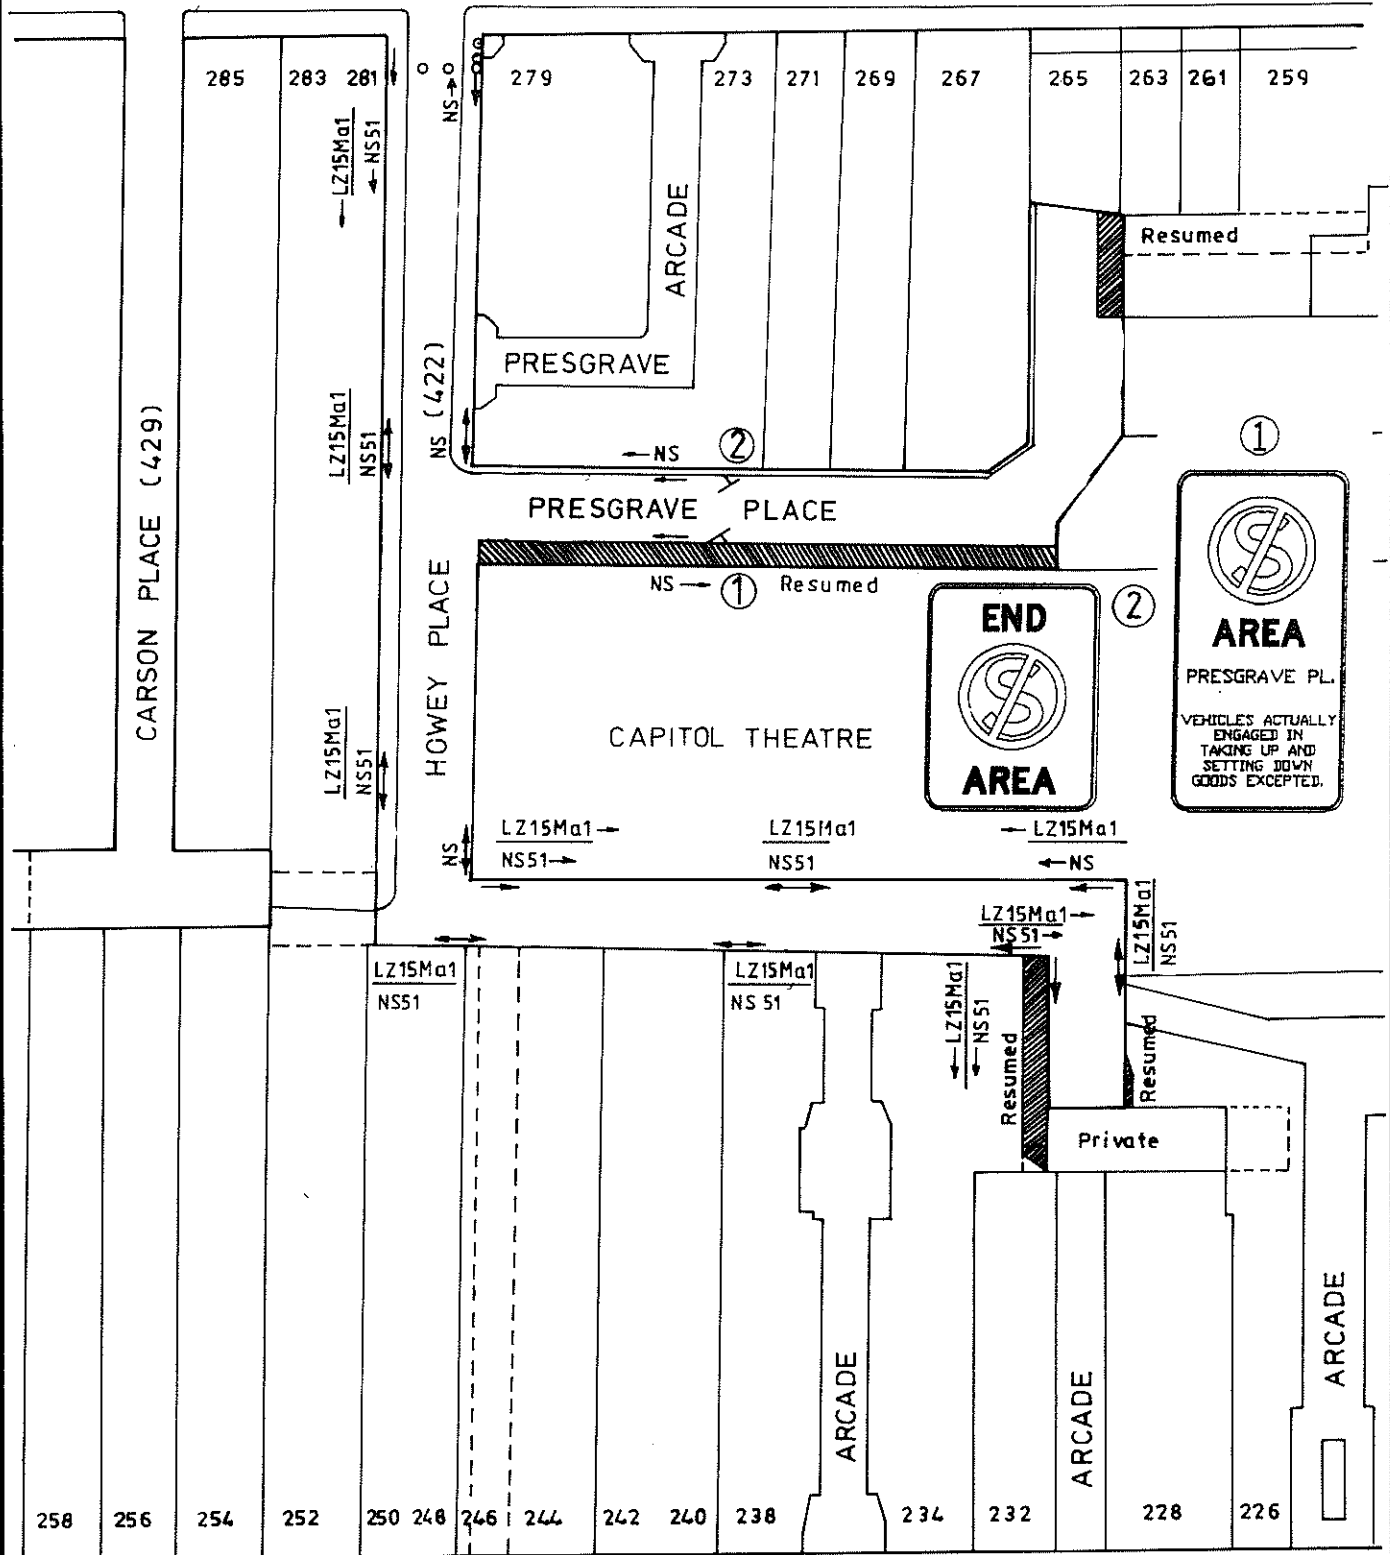 285
283
281
279
273
271
269
267
265
263
261
259
NS
LZ15Ma1
NS51
ARCADE
Resumed
PRESGRAVE
(422)
NS
CARSON PLACE (429)
LZ15Ma1
NS51
NS
2
1
PRESGRAVE PLACE
NS
1
Resumed
HOWEY PLACE
END
S
AREA
2
S
AREA
PRESGRAVE PL.
VEHICLES ACTUALLY
ENGAGED IN
TAKING UP AND
SETTING DOWN
GOODS EXCEPTED.
CAPITOL THEATRE
LZ15Ma1
NS51
NS
LZ15Ma1
NS51
LZ15Ma1
NS51
LZ15Ma1
NS
LZ15Ma1
NS51
LZ15Ma1
NS51
LZ15Ma1
NS51
LZ15Ma1
NS 51
LZ15Ma1
NS51
Resumed
Resumed
Private
ARCADE
ARCADE
ARCADE
258
256
254
252
250
248
246
244
242
240
238
234
232
228
226